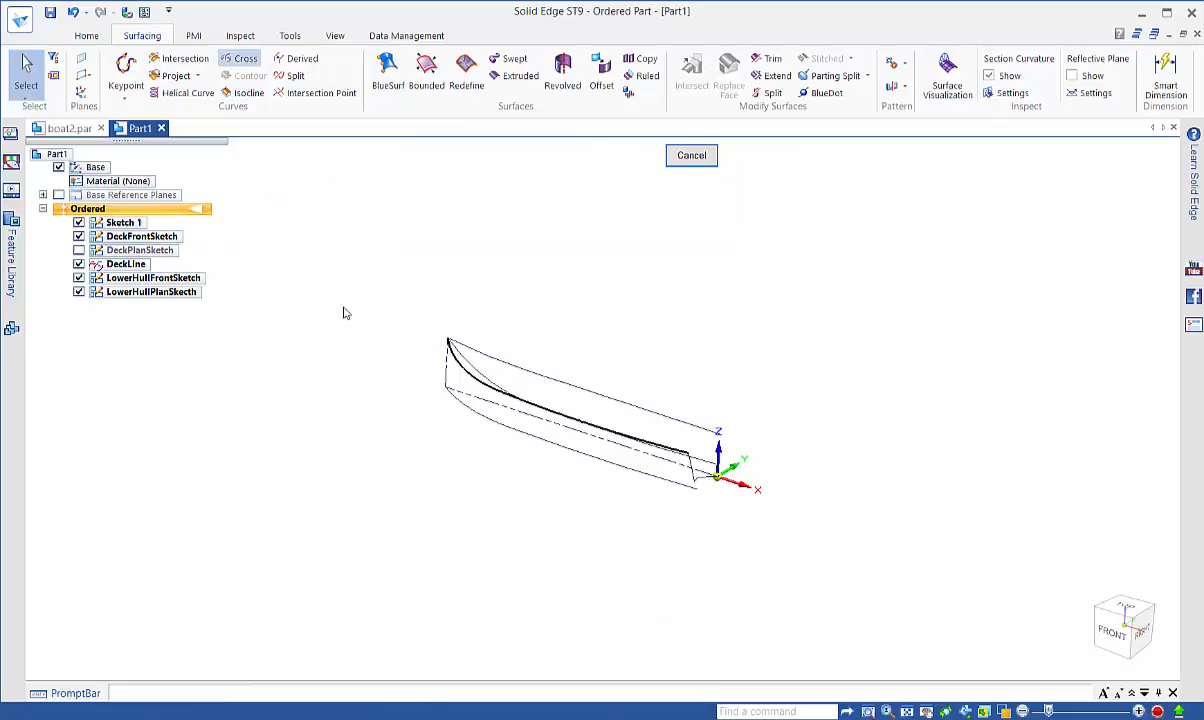 Solid Edge ST9 - Ordered Part - [Part1]
Home Surfacing PMI Inspect Tools View Data Management
Select
Select
Planes
Keypoint
Intersection
Project
Helical Curve
Cross
Contour
Isocline
Derived
Split
Intersection Point
Curves
BlueSurf
Bounded
Redefine
Swept
Extruded
Revolved
Offset
Copy
Ruled
Surfaces
Intersect
Replace Face
Trim
Extend
Split
Stitched
Parting Split
BlueDot
Modify Surfaces
Pattern
Surface Visualization
Section Curvature
Show
Settings
Reflective Plane
Show
Settings
Inspect
Smart Dimension
Dimension
boat2.par
Part1
Cancel
Part1
Base
Material (None)
Base Reference Planes
Ordered
Sketch 1
DeckFrontSketch
DeckPlanSketch
DeckLine
LowerHullFrontSketch
LowerHullPlanSkecth
Feature Library
Learn Solid Edge
You
Tube
Z
Y
X
TOP
FRONT
RIGHT
PromptBar
Find a command